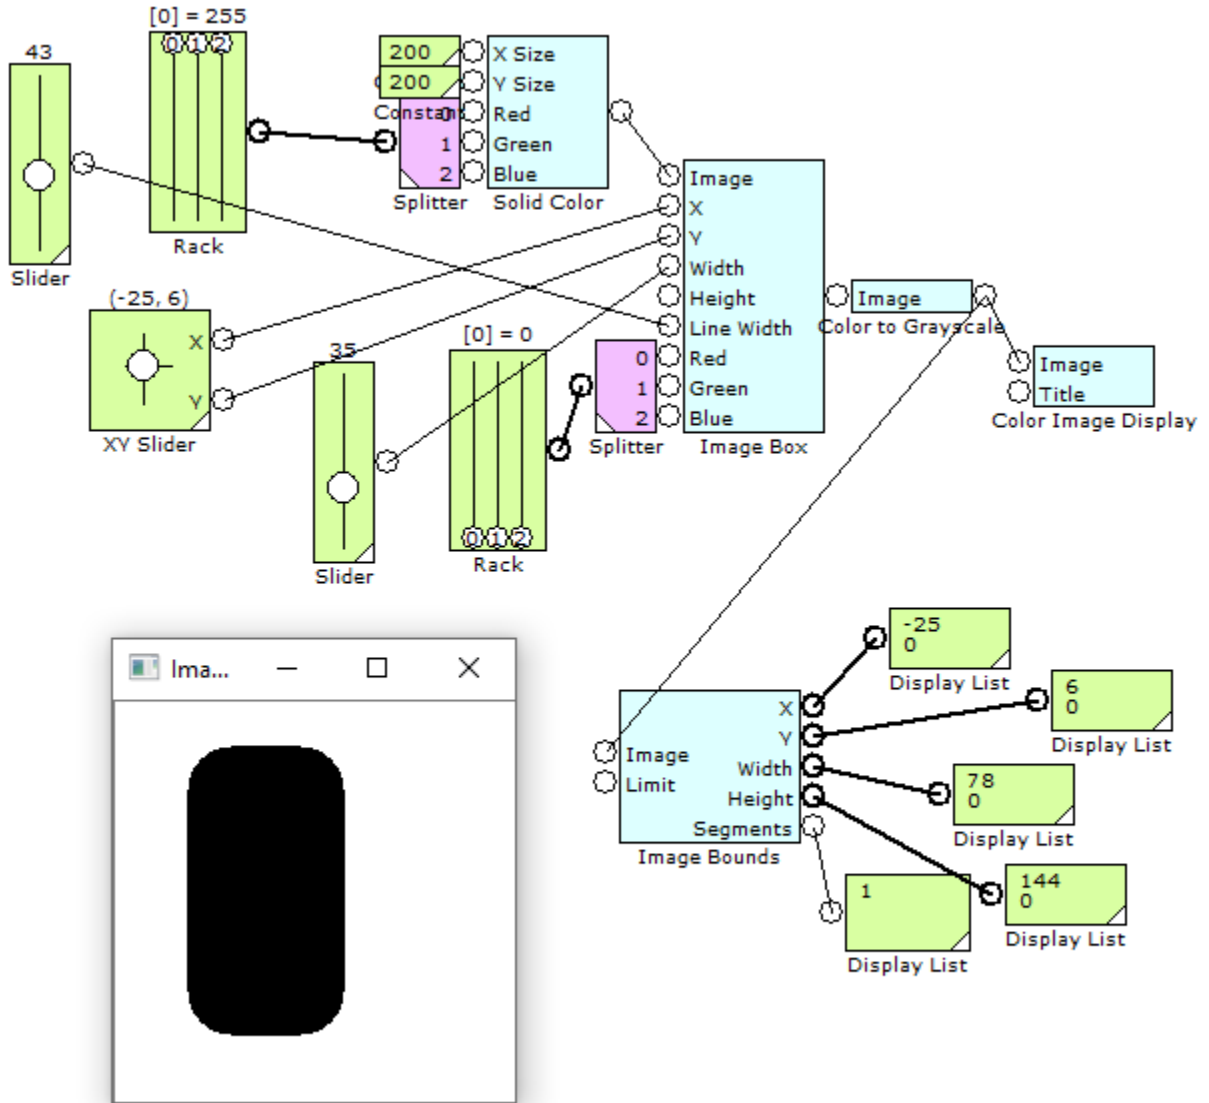 [0] = 255
43
0 1 2
200
X Size
200
Y Size
Constant
0
Red
1
Green
2
Blue
Splitter
Solid Color
Rack
Slider
Image
X
Y
Width
Height
Line Width
Red
Green
Blue
0
1
2
Splitter
Image Box
Image
Color to Grayscale
Image
Title
Color Image Display
(-25, 6)
X
Y
XY Slider
35
Slider
[0] = 0
0 1 2
Rack
Ima...
-25
0
Display List
6
0
Display List
X
Y
Image
Width
Limit
Height
Segments
Image Bounds
78
0
Display List
144
0
Display List
1
Display List